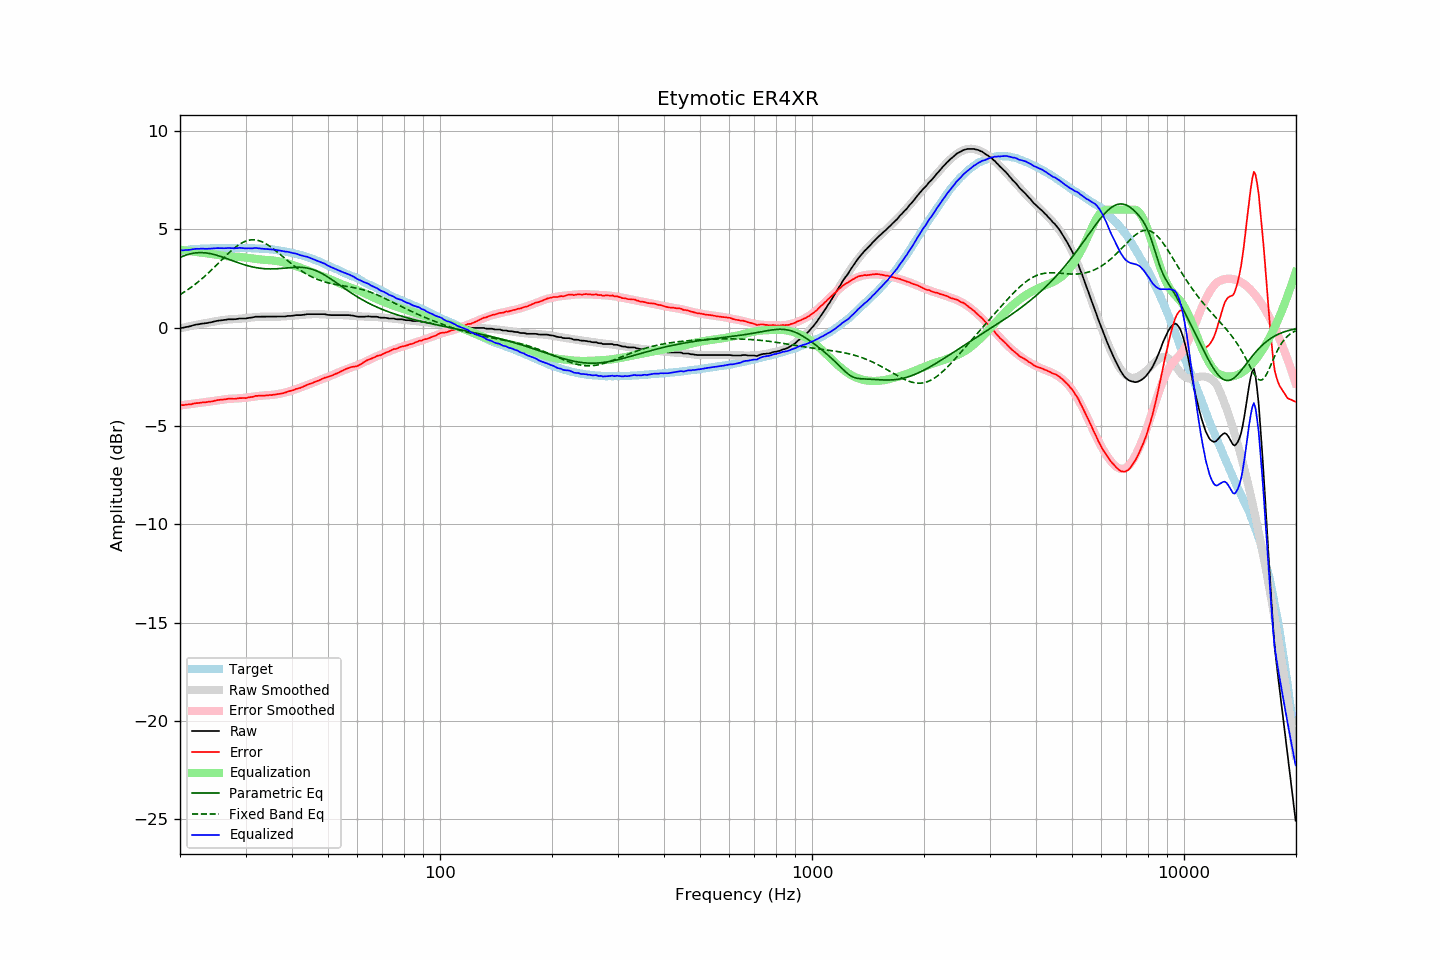 Etymotic ER4XR
10
5
0
−5
−10
−15
−20
−25
Amplitude (dBr)
Target
Raw Smoothed
Error Smoothed
Raw
Error
Equalization
Parametric Eq
Fixed Band Eq
Equalized
100
1000
10000
Frequency (Hz)